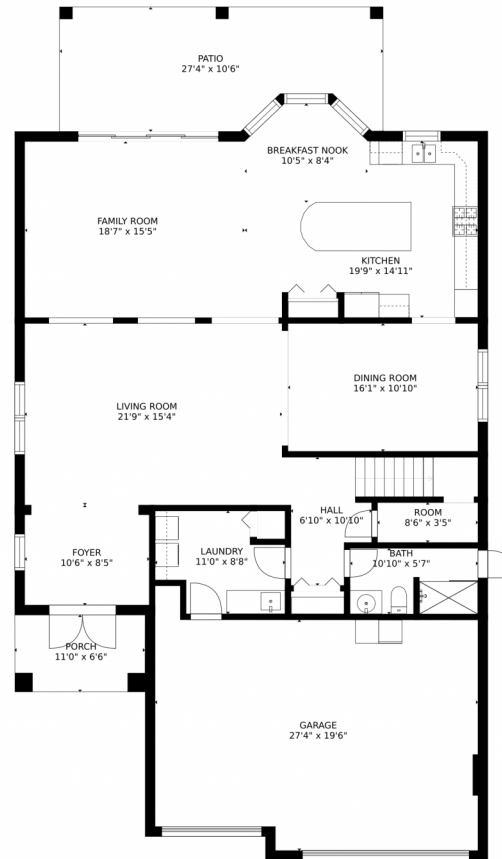 PATIO
27'4" x 10'6"
BREAKFAST NOOK
10'5" x 8'4"
FAMILY ROOM
18'7" x 15'5"
KITCHEN
19'9" x 14'11"
DINING ROOM
16'1" x 10'10"
LIVING ROOM
21'9" x 15'4"
HALL
6'10" x 10'10"
ROOM
8'6" x 3'5"
FOYER
10'6" x 8'5"
LAUNDRY
11'0" x 8'8"
BATH
10'10" x 5'7"
PORCH
11'0" x 6'6"
GARAGE
27'4" x 19'6"